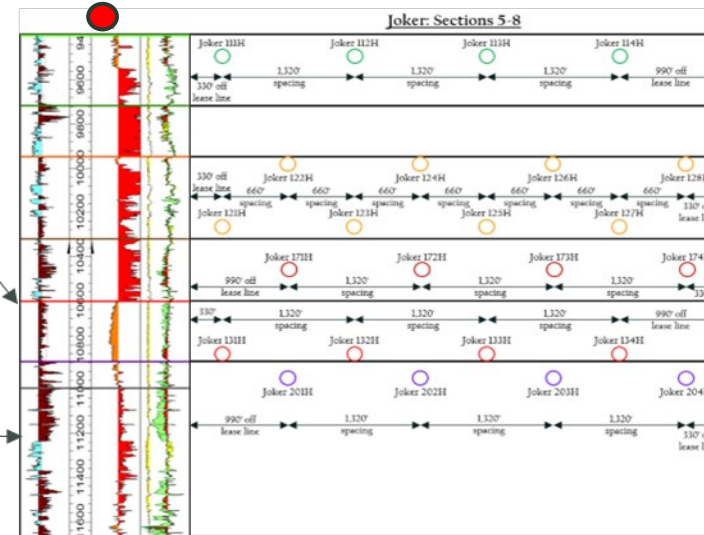 Joker: Sections 5-8
Joker 111H Joker 112H Joker 113H Joker 114H
330' off lease line 1,320' spacing 1,320' spacing 1,320' spacing 990' off lease line
Joker 122H Joker 124H Joker 126H Joker 128H
330' off lease line 660' spacing 660' spacing 660' spacing 660' spacing 660' spacing 660' spacing 660' spacing 330'
Joker 121H Joker 123H Joker 125H Joker 127H
Joker 171H Joker 172H Joker 173H Joker 174H
990' off lease line 1,320' spacing 1,320' spacing 1,320' spacing
330' 1,320' spacing 1,320' spacing 1,320' spacing 990' off lease line
Joker 131H Joker 132H Joker 133H Joker 134H
Joker 201H Joker 202H Joker 203H Joker 204
990' off lease line 1,320' spacing 1,320' spacing 1,320' spacing 330' o
9600
9800
10000
10200
10400
10600
10800
11000
11200
11400
11600